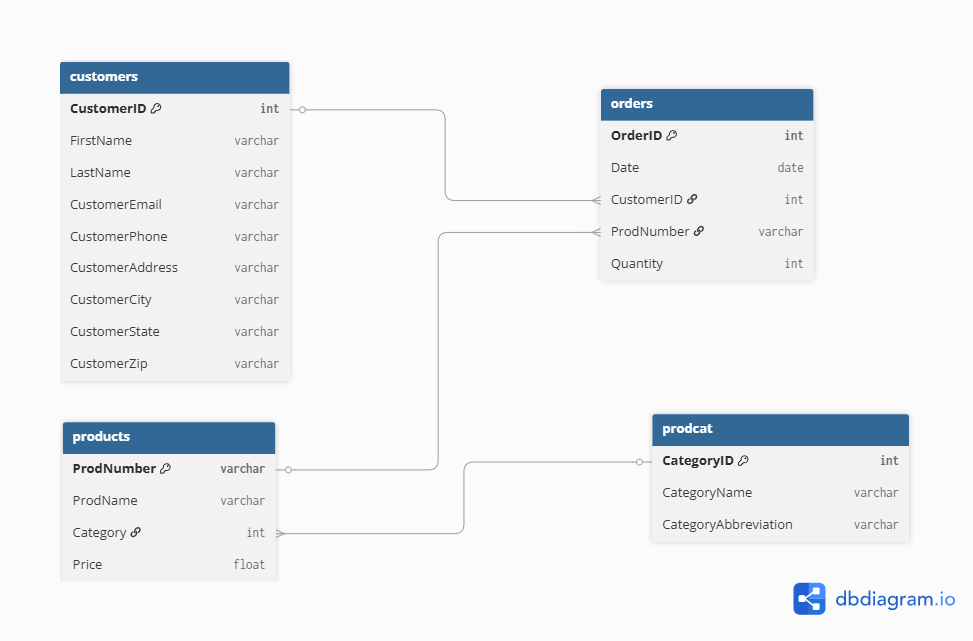 customers
CustomerID int
FirstName varchar
LastName varchar
CustomerEmail varchar
CustomerPhone varchar
CustomerAddress varchar
CustomerCity varchar
CustomerState varchar
CustomerZip varchar
orders
OrderID int
Date date
CustomerID int
ProdNumber varchar
Quantity int
products
ProdNumber varchar
ProdName varchar
Category int
Price float
prodcat
CategoryID int
CategoryName varchar
CategoryAbbreviation varchar
dbdiagram.io